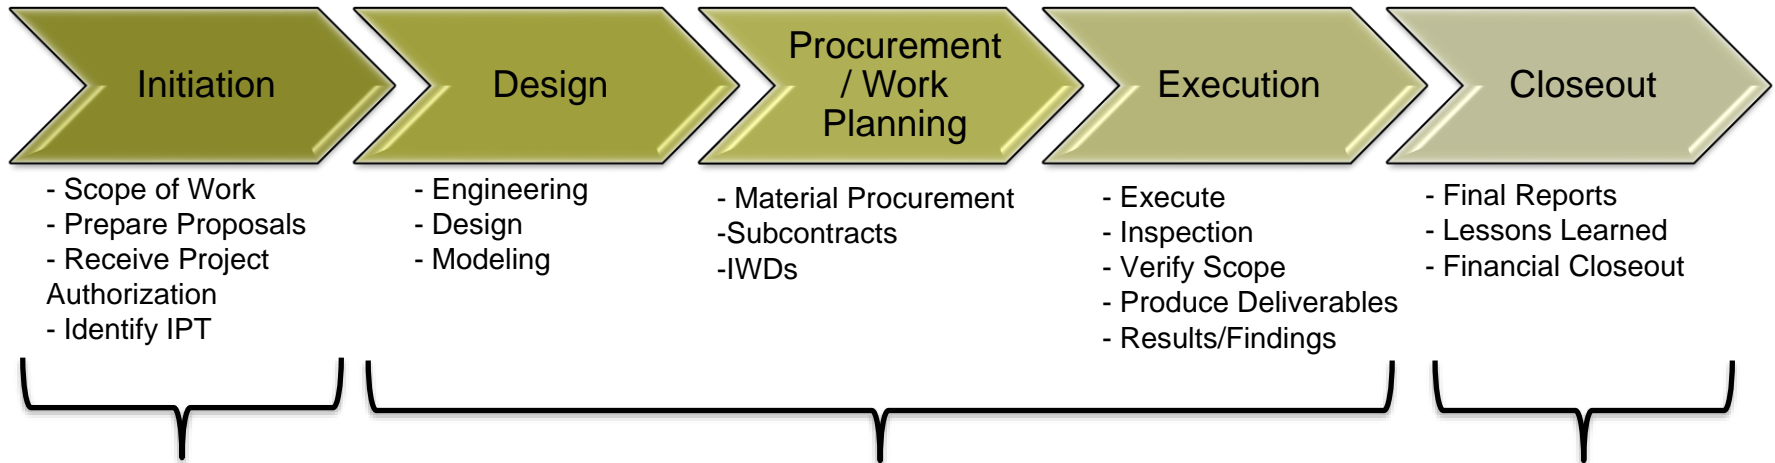 Initiation
Design
Procurement
/ Work
Planning
Execution
Closeout
- Scope of Work
- Prepare Proposals
- Receive Project
Authorization
- Identify IPT
- Engineering
- Design
- Modeling
- Material Procurement
-Subcontracts
-IWDs
- Execute
- Inspection
- Verify Scope
- Produce Deliverables
- Results/Findings
- Final Reports
- Lessons Learned
- Financial Closeout